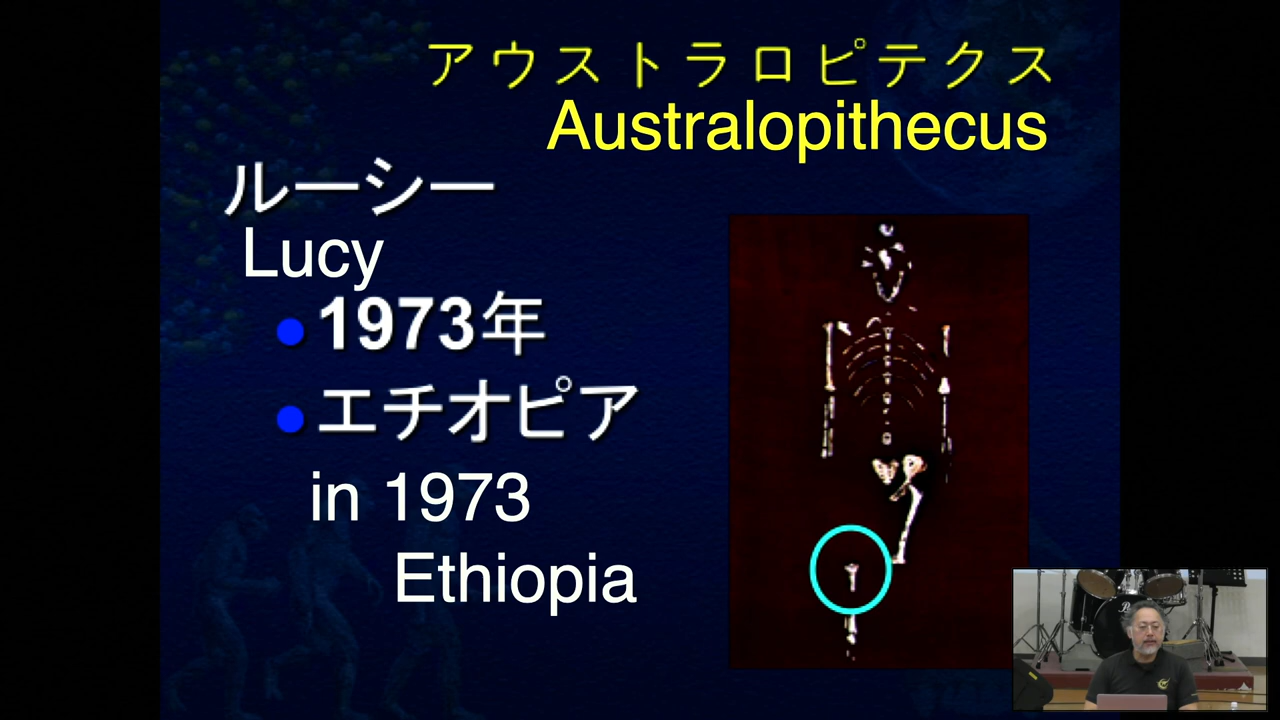 アウストラロピテクス
Australopithecus
ルーシー
Lucy
1973年
エチオピア
in 1973
Ethiopia